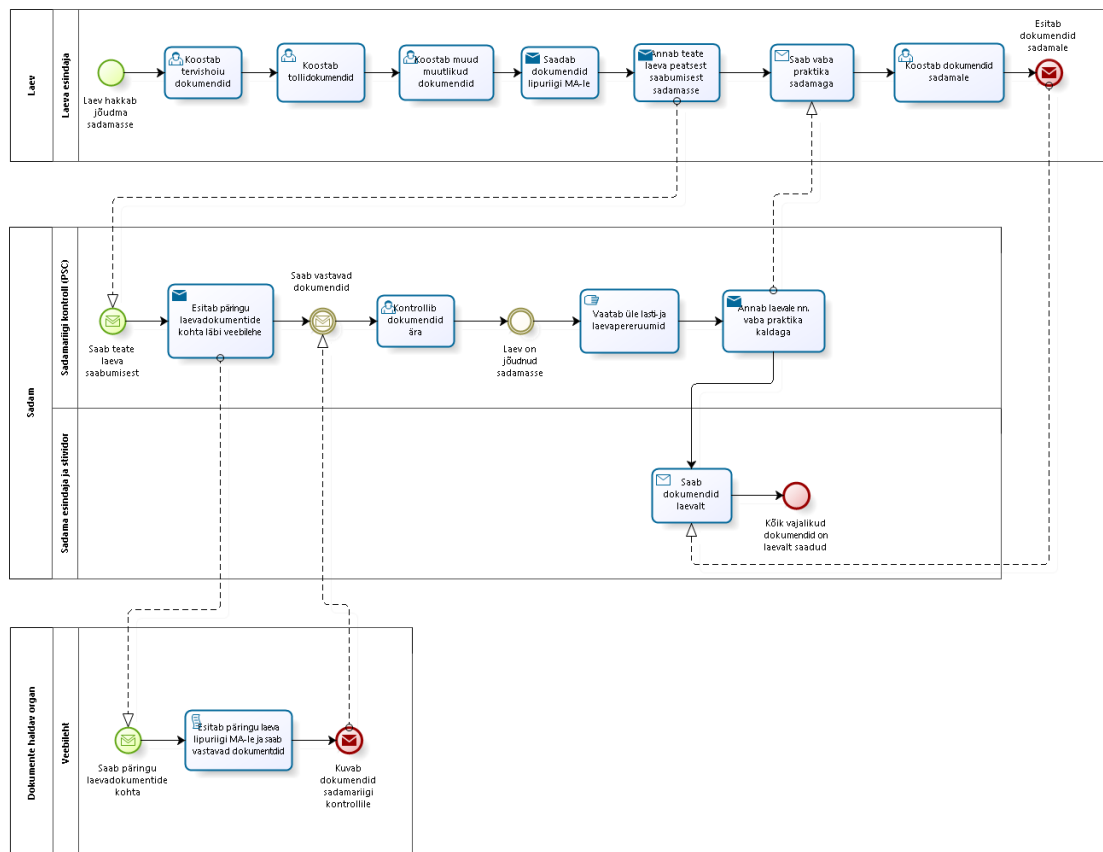 Laev
Laeva esindaja
Laev hakkab
jõudma
sadamasse
Koostab
tervishoiu
dokumendid
Koostab
tollidokumendid
Koostab muud
muutlikud
dokumendid
Saadab
dokumendid
lipuriigi MA-le
Annab teate
laeva peatsest
saabumisest
sadamasse
Saab vaba
praktika
sadamaga
Koostab dokumendid
sadamale
Esitab
dokumendid
sadamale
Sadam
Sadamariigi kontroll (PSC)
Saab teate
laeva
saabumisest
Esitab päringu
laevadokumentide
kohta läbi veebilehe
Saab vastavad
dokumendid
Kontrollib
dokumendid
ära
Laev on
jõudnud
sadamasse
Vaatab üle lasti-ja
laevapereruumid
Annab laevale nn.
vaba praktika
kaldaga
Sadama esindaja ja stividor
Saab
dokumendid
laevalt
Kõik vajalikud
dokumendid on
laevalt saadud
Dokumente haldav organ
Veebileht
Saab päringu
laevadokumentide
kohta
Esitab päringu laeva
lipuriigi MA-le ja saab
vastavad dokumentdid
Kuvab
dokumendid
sadamariigi
kontrollile